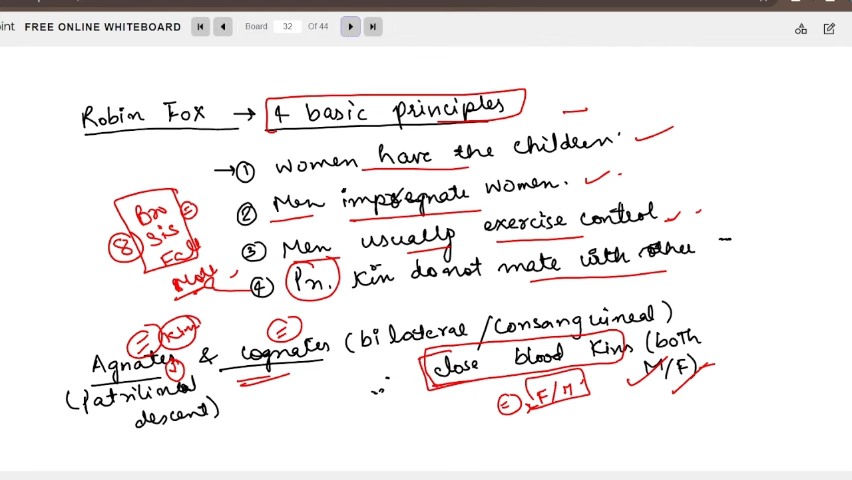 oint FREE ONLINE WHITEBOARD Board 32 Of 44
Robin Fox → 4 basic principles
→ ① Women have the children.
② Men impregnate women.
③ Men usually exercise control
④ Pri. kin do not mate with other
Bro
Sis
8
Agnates & cognates (bilateral/consanguineal)
(Patrilineal descent)
close blood kins (both M/F)
F/M